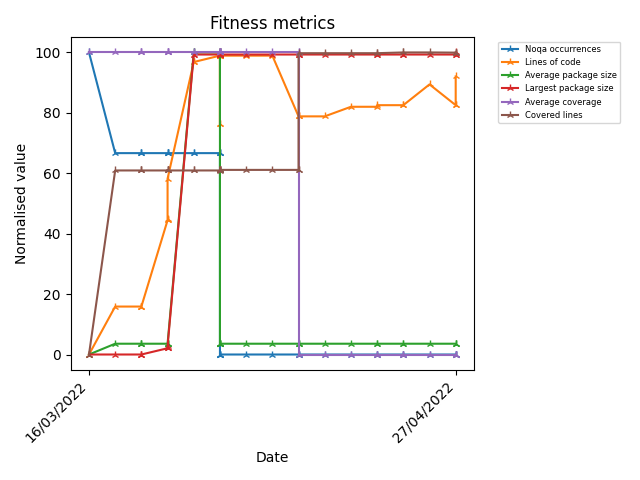 Fitness metrics
Noqa occurrences
Lines of code
Average package size
Largest package size
Average coverage
Covered lines
Normalised value
100
80
60
40
20
0
16/03/2022
27/04/2022
Date